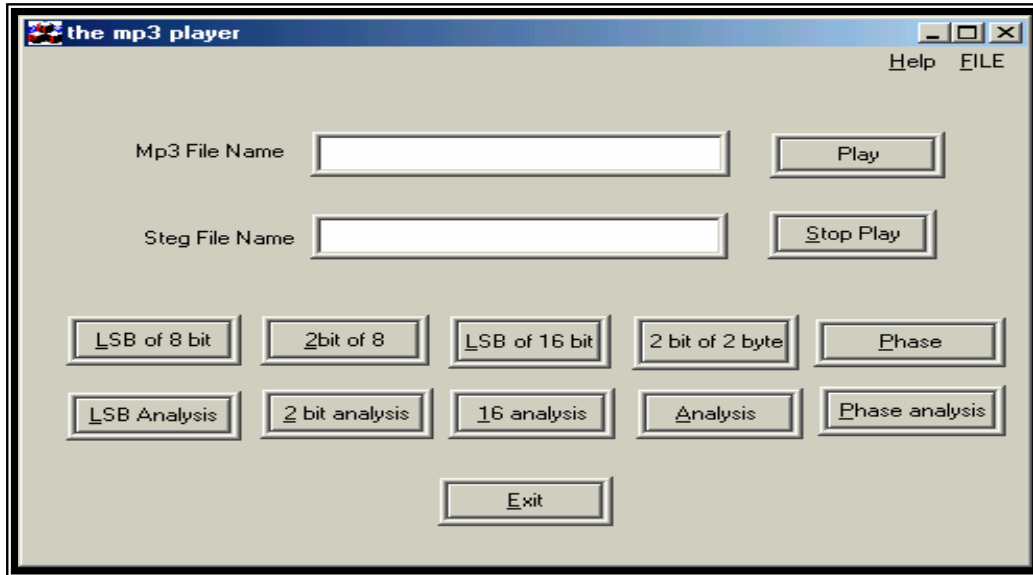 the mp3 player
Help FILE
Mp3 File Name Play
Steg File Name Stop Play
LSB of 8 bit 2bit of 8 LSB of 16 bit 2 bit of 2 byte Phase
LSB Analysis 2 bit analysis 16 analysis Analysis Phase analysis
Exit